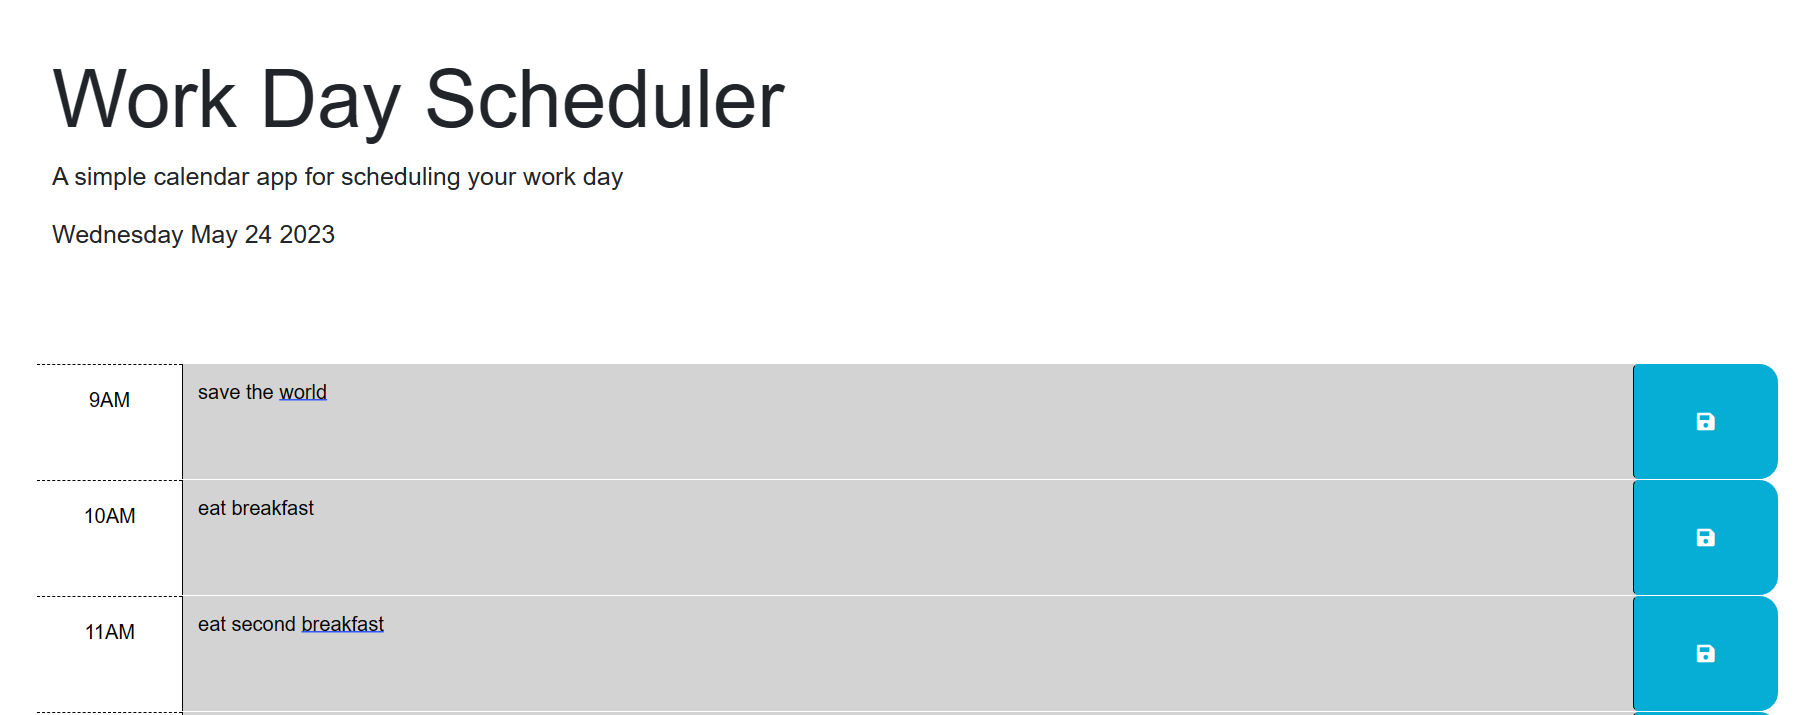 Work Day Scheduler
A simple calendar app for scheduling your work day
Wednesday May 24 2023
9AM
save the world
10AM
eat breakfast
11AM
eat second breakfast